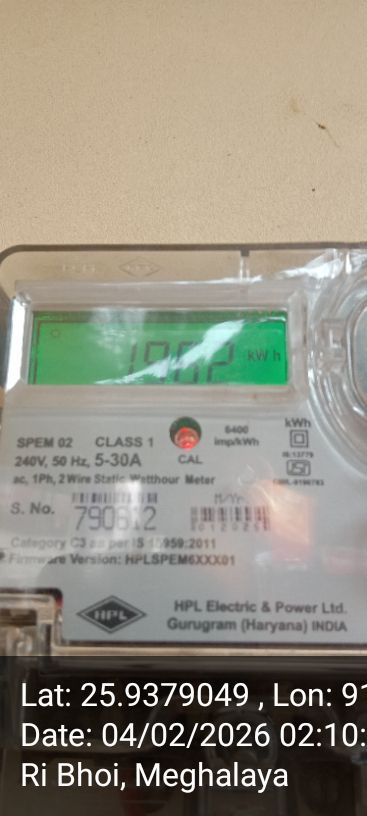 1962
kWh
kWh
6400
imp/kWh
SPEM 02 CLASS 1
240V, 50 Hz, 5-30A
CAL
IS:13779
ac, 1Ph, 2 Wire Static Watthour Meter
S. No. 790612
Category C3 as per IS 15959:2011
Firmware Version: HPLSPEM6XXX01
HPL
HPL Electric & Power Ltd.
Gurugram (Haryana) INDIA
Lat: 25.9379049 , Lon: 91
Date: 04/02/2026 02:10:
Ri Bhoi, Meghalaya